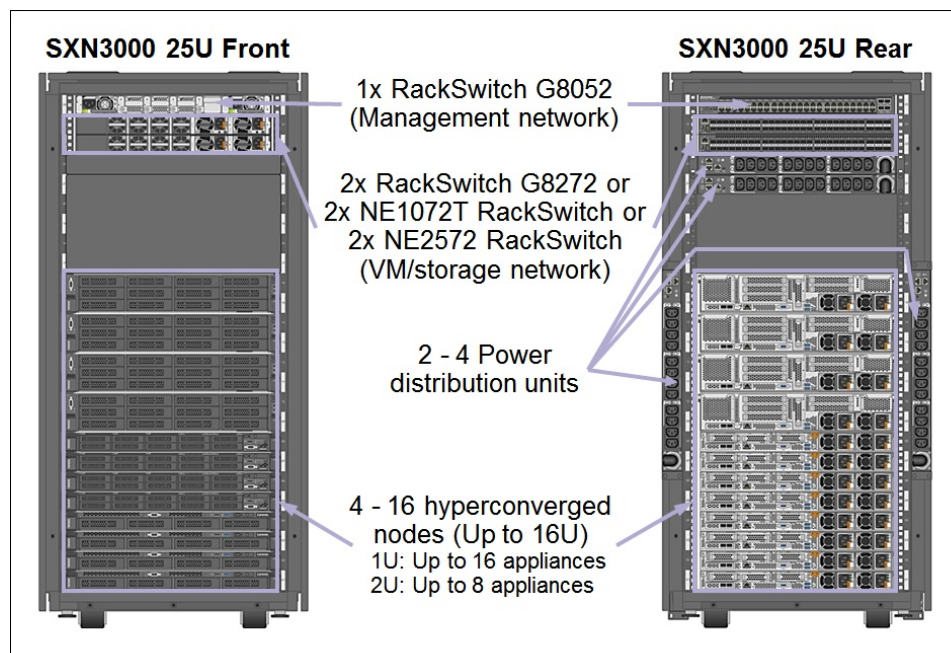 SXN3000 25U Front
SXN3000 25U Rear
1x RackSwitch G8052
(Management network)
2x RackSwitch G8272 or
2x NE1072T RackSwitch or
2x NE2572 RackSwitch
(VM/storage network)
2 - 4 Power
distribution units
4 - 16 hyperconverged
nodes (Up to 16U)
1U: Up to 16 appliances
2U: Up to 8 appliances